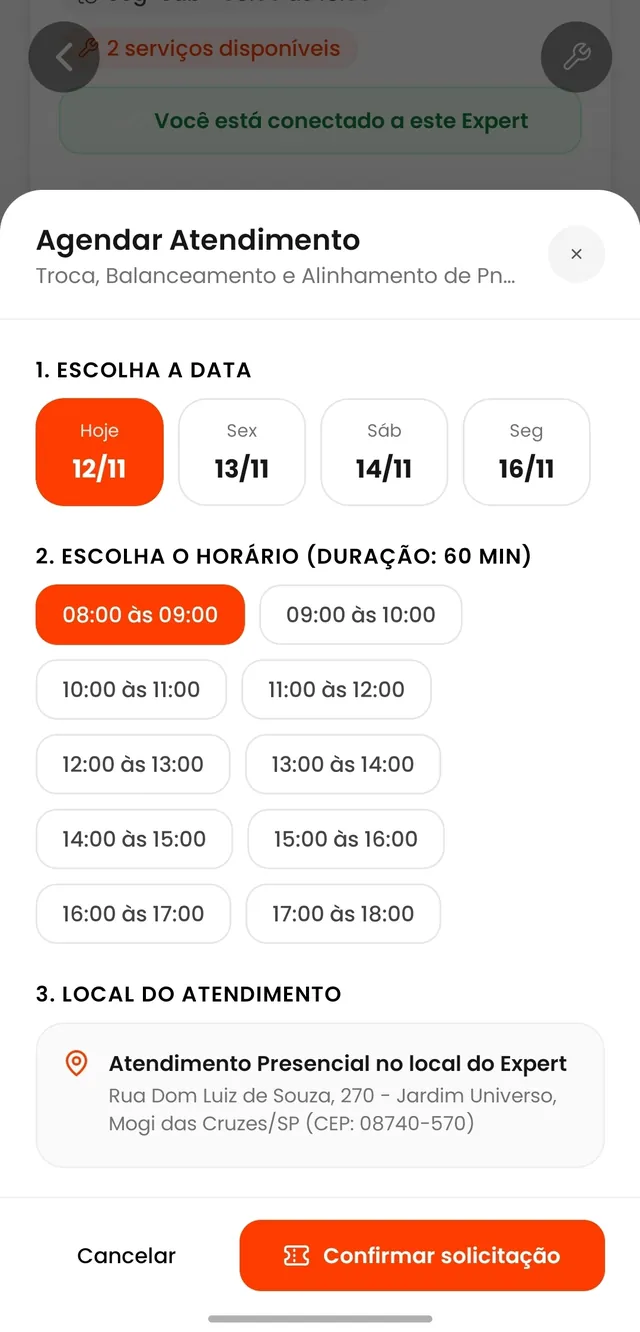 2 serviços disponíveis
Você está conectado a este Expert
Agendar Atendimento
Troca, Balanceamento e Alinhamento de Pn...
×
1. ESCOLHA A DATA
Hoje
12/11
Sex
13/11
Sáb
14/11
Seg
16/11
2. ESCOLHA O HORÁRIO (DURAÇÃO: 60 MIN)
08:00 às 09:00
09:00 às 10:00
10:00 às 11:00
11:00 às 12:00
12:00 às 13:00
13:00 às 14:00
14:00 às 15:00
15:00 às 16:00
16:00 às 17:00
17:00 às 18:00
3. LOCAL DO ATENDIMENTO
Atendimento Presencial no local do Expert
Rua Dom Luiz de Souza, 270 - Jardim Universo,
Mogi das Cruzes/SP (CEP: 08740-570)
Cancelar
Confirmar solicitação